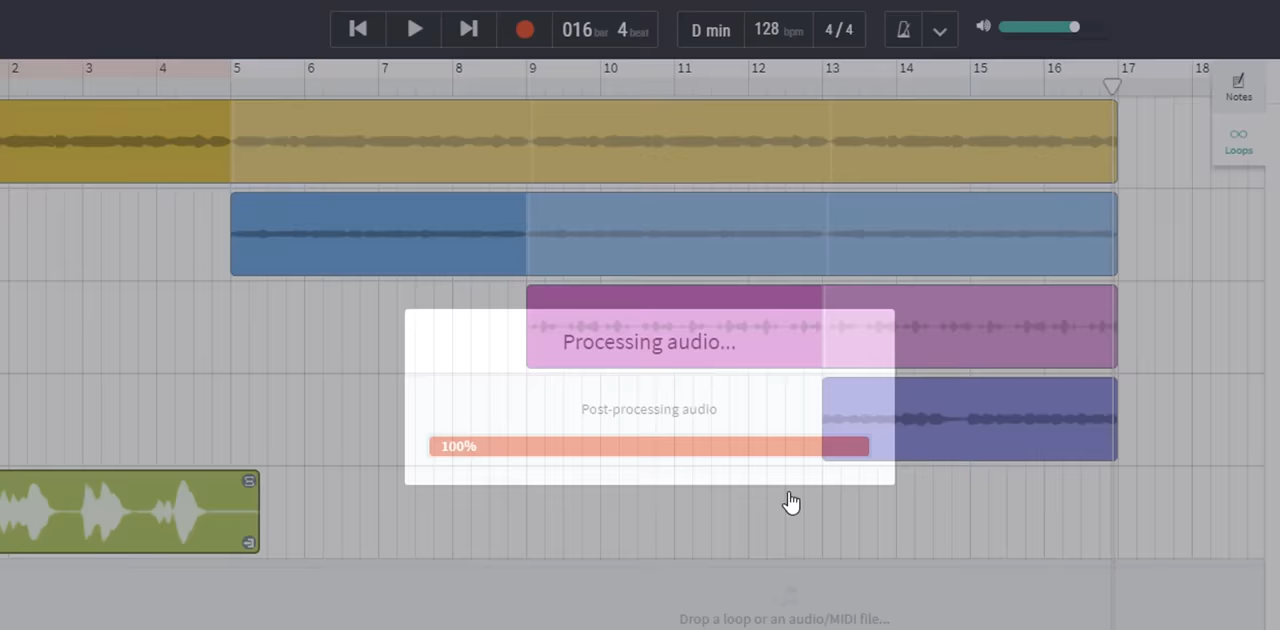 016 bar 4 beat D min 128 bpm 4 / 4
2 3 4 5 6 7 8 9 10 11 12 13 14 15 16 17 18
Notes
Loops
Processing audio...
Post-processing audio
100%
Drop a loop or an audio/MIDI file...